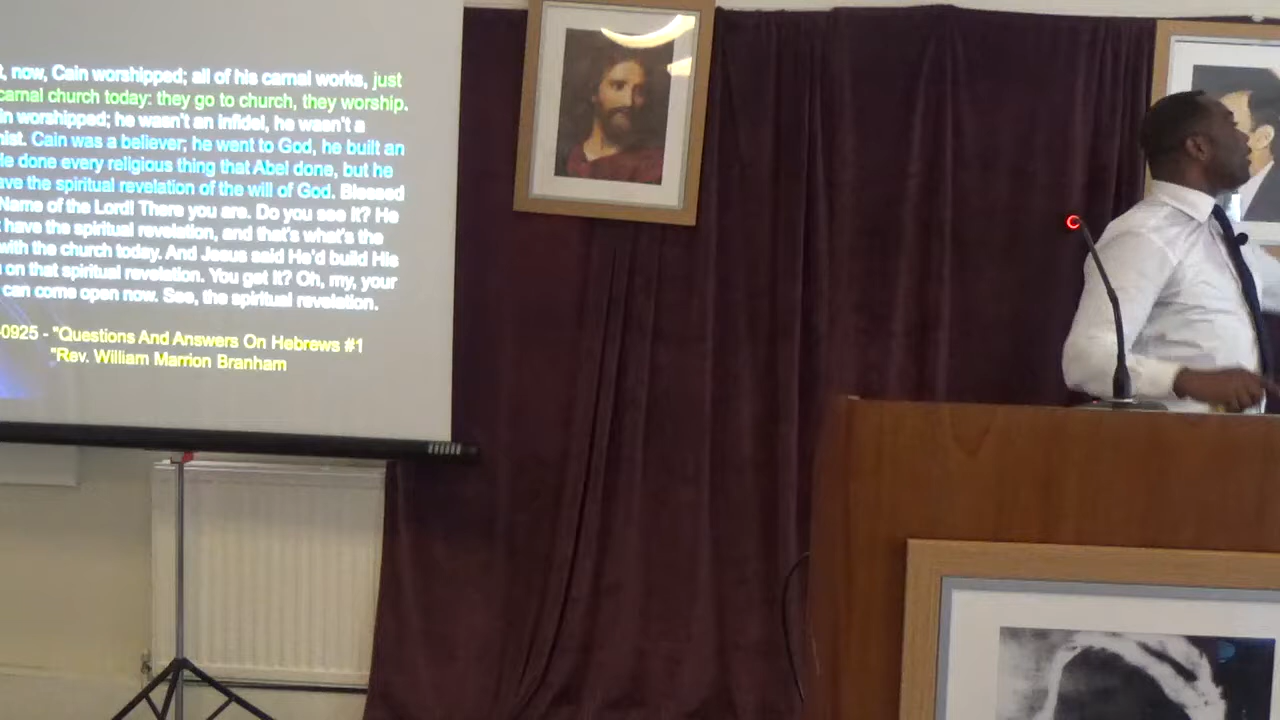 now, Cain worshipped; all of his carnal works, just
carnal church today: they go to church, they worship.
worshipped; he wasn't an infidel, he wasn't a
Cain was a believer; he went to God, he built an
He done every religious thing that Abel done, but he
the spiritual revelation of the will of God. Blessed
Name of the Lord! There you are. Do you see it? He
have the spiritual revelation, and that's what's the
with the church today. And Jesus said He'd build His
on that spiritual revelation. You get it? Oh, my, your
can come open now. See, the spiritual revelation.
0925 - "Questions And Answers On Hebrews #1
"Rev. William Marrion Branham